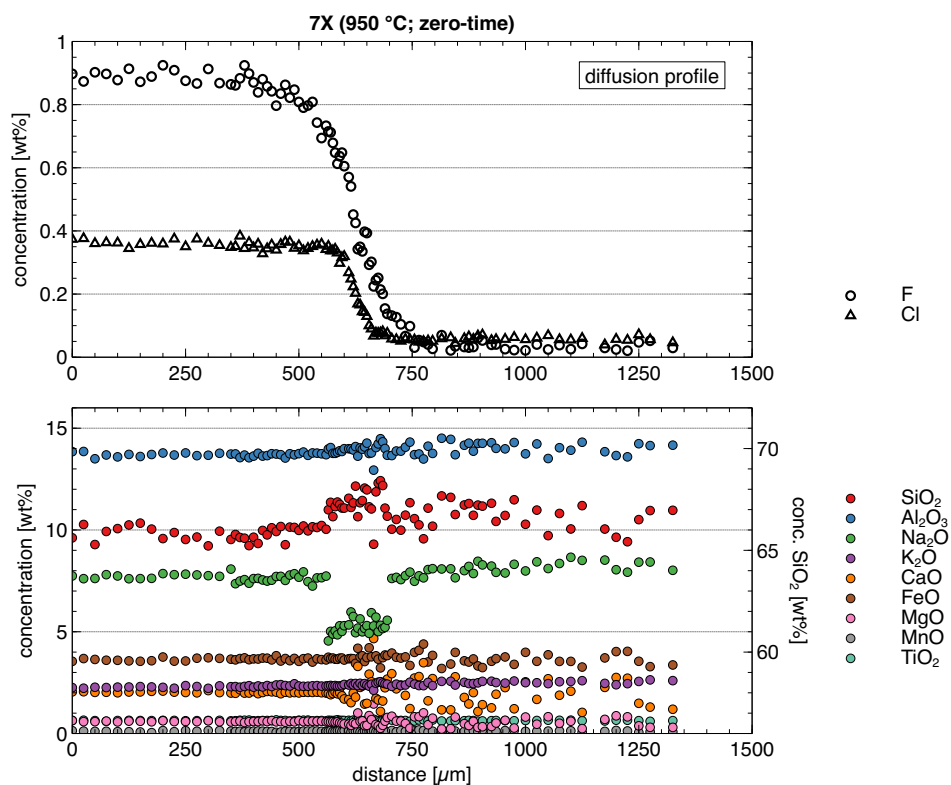 7X (950 °C; zero-time)
diffusion profile
concentration [wt%]
1
0.8
0.6
0.4
0.2
0
0 250 500 750 1000 1250 1500
F
Cl
concentration [wt%]
15
10
5
0
conc. SiO₂ [wt%]
70
65
60
0 250 500 750 1000 1250 1500
distance [µm]
SiO₂
Al₂O₃
Na₂O
K₂O
CaO
FeO
MgO
MnO
TiO₂